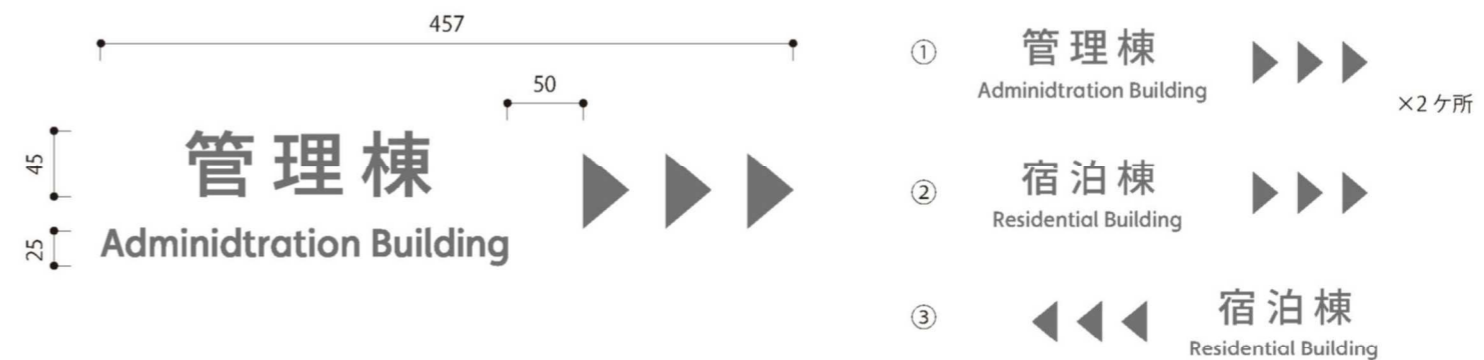 457
50
45
管理棟
25
Adminidtration Building
① 管理棟
Adminidtration Building
×2ケ所
② 宿泊棟
Residential Building
③ 宿泊棟
Residential Building